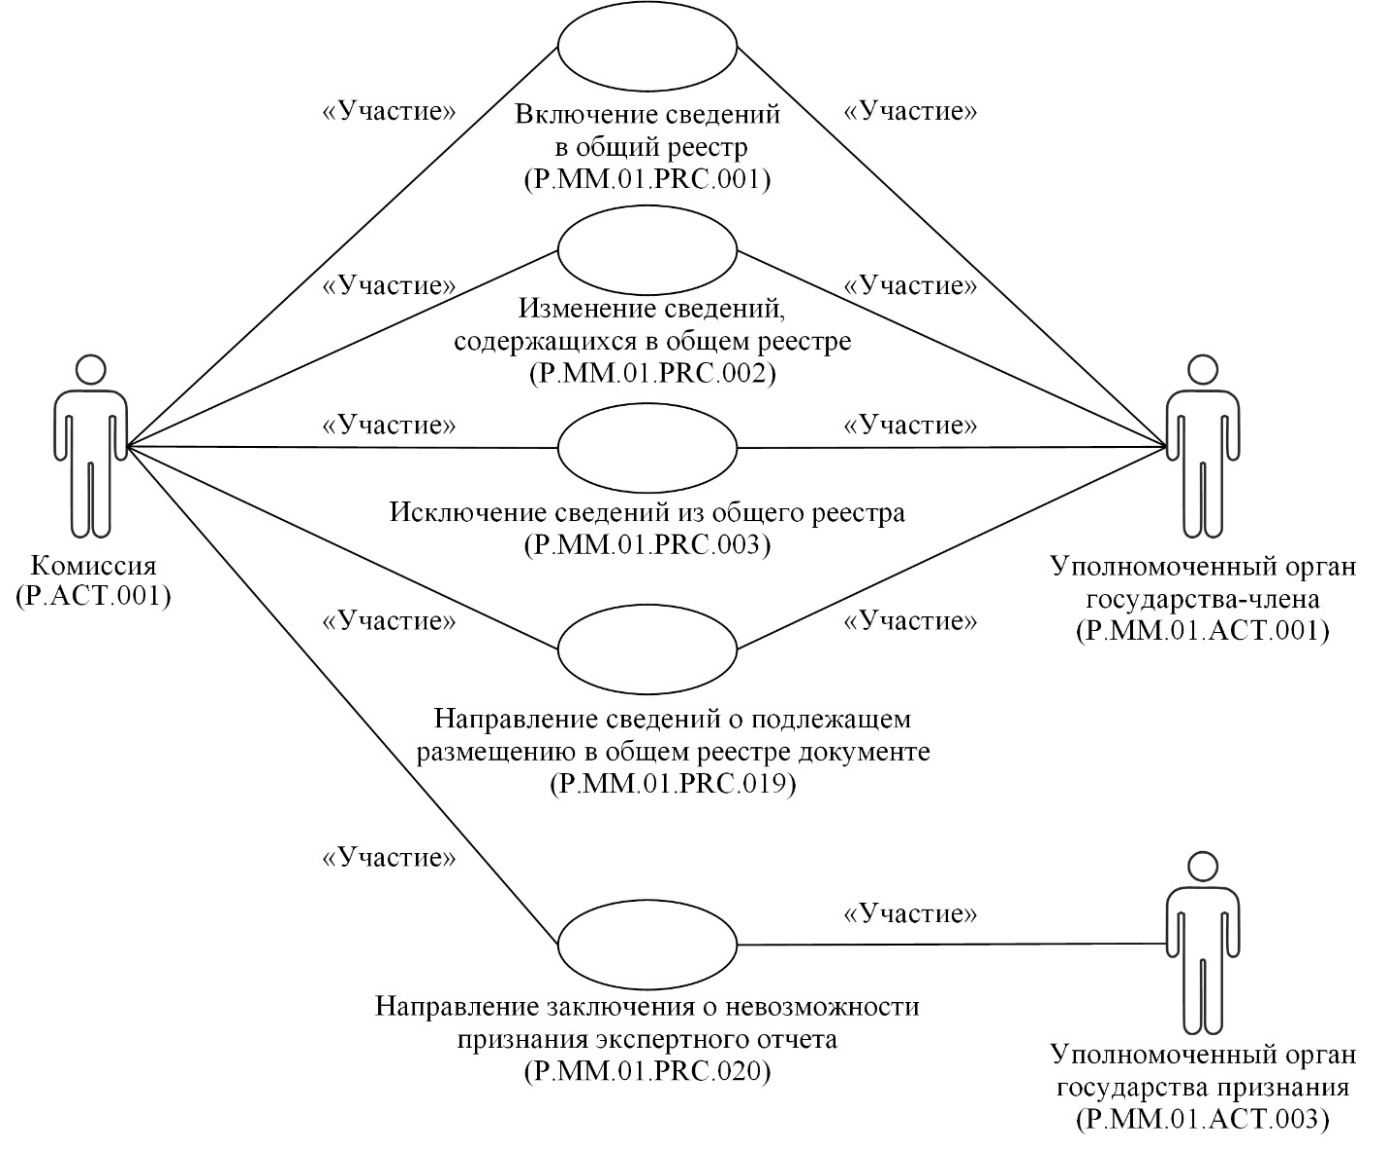 «Участие»
«Участие»
Включение сведений
в общий реестр
(P.MM.01.PRC.001)
«Участие»
«Участие»
Изменение сведений,
содержащихся в общем реестре
(P.MM.01.PRC.002)
«Участие»
«Участие»
Исключение сведений из общего реестра
(P.MM.01.PRC.003)
Комиссия
(P.ACT.001)
Уполномоченный орган
государства-члена
(P.MM.01.ACT.001)
«Участие»
«Участие»
Направление сведений о подлежащем
размещению в общем реестре документе
(P.MM.01.PRC.019)
«Участие»
«Участие»
Направление заключения о невозможности
признания экспертного отчета
(P.MM.01.PRC.020)
Уполномоченный орган
государства признания
(P.MM.01.ACT.003)